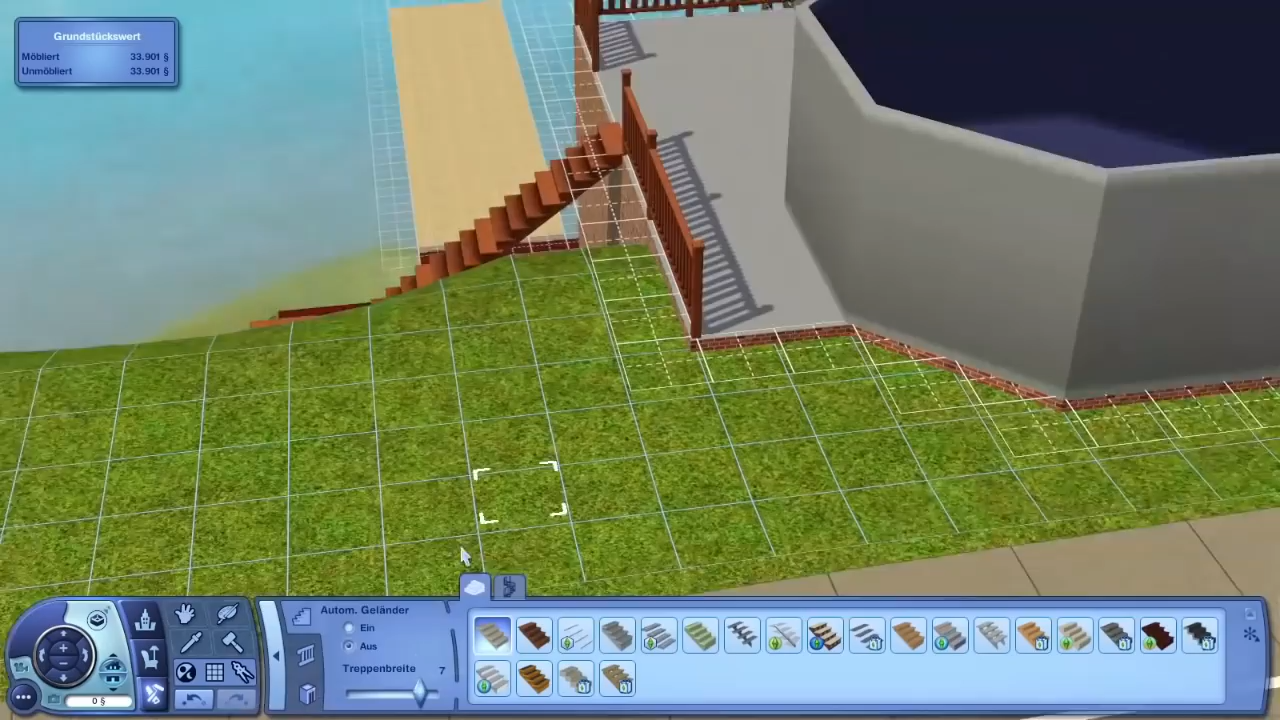 Grundstückswert
Möbliert 33.901 §
Unmöbliert 33.901 §
Autom. Geländer
Ein
Aus
Treppenbreite 7
0 §